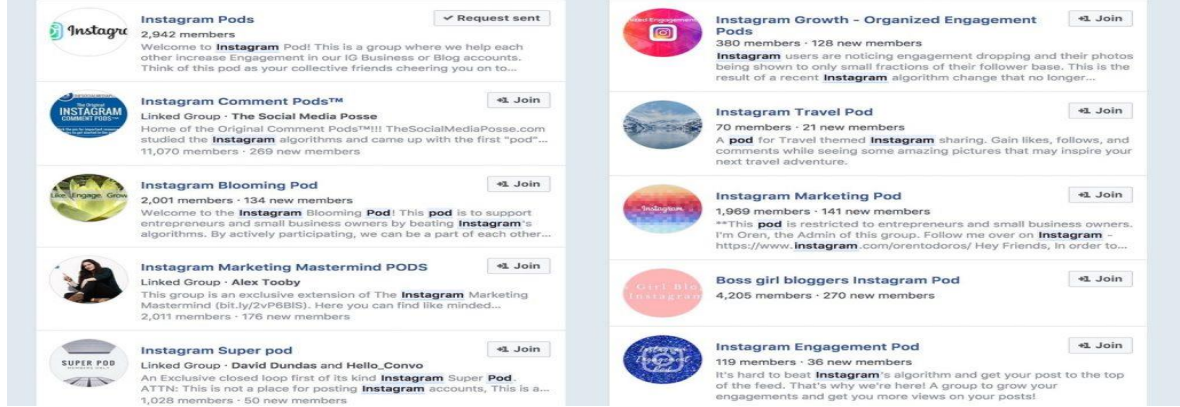 Instagram Pods
Request sent
2,942 members
Welcome to Instagram Pod! This is a group where we help each
other increase Engagement in our IG Business or Blog accounts.
Think of this pod as your collective friends cheering you on to...
Instagram Comment Pods™
+1 Join
Linked Group · The Social Media Posse
Home of the Original Comment Pods™!!! TheSocialMediaPosse.com
studied the Instagram algorithms and came up with the first "pod"...
11,070 members · 269 new members
INSTAGRAM
COMMENT PODS
Instagram Blooming Pod
+1 Join
2,001 members · 134 new members
Welcome to the Instagram Blooming Pod! This pod is to support
entrepreneurs and small business owners by beating Instagram's
algorithms. By actively participating, we can be a part of each other...
Like. Engage. Grow
Instagram Marketing Mastermind PODS
+1 Join
Linked Group · Alex Tooby
This group is an exclusive extension of The Instagram Marketing
Mastermind (bit.ly/2vP6BIS). Here you can find like minded...
2,011 members · 176 new members
Instagram Super pod
+1 Join
Linked Group · David Dundas and Hello_Convo
An Exclusive closed loop first of its kind Instagram Super Pod.
ATTN: This is not a place for posting Instagram accounts, This is a...
1,028 members · 50 new members
SUPER POD
Instagram Growth - Organized Engagement
Pods
+1 Join
380 members · 128 new members
Instagram users are noticing engagement dropping and their photos
being shown to only small fractions of their follower base. This is the
result of a recent Instagram algorithm change that no longer...
Instagram Travel Pod
+1 Join
70 members · 21 new members
A pod for Travel themed Instagram sharing. Gain likes, follows, and
comments while seeing some amazing pictures that may inspire your
next travel adventure.
Instagram Marketing Pod
+1 Join
1,969 members · 141 new members
**This pod is restricted to entrepreneurs and small business owners.
I'm Oren, the Admin of this group. Follow me over on Instagram -
https://www.instagram.com/orentodoros/ Hey Friends, In order to...
Instagram
Boss girl bloggers Instagram Pod
+1 Join
4,205 members · 270 new members
Girl Blo
Instagram
Instagram Engagement Pod
+1 Join
119 members · 36 new members
It's hard to beat Instagram's algorithm and get your post to the top
of the feed. That's why we're here! A group to grow your
engagements and get you more views on your posts!